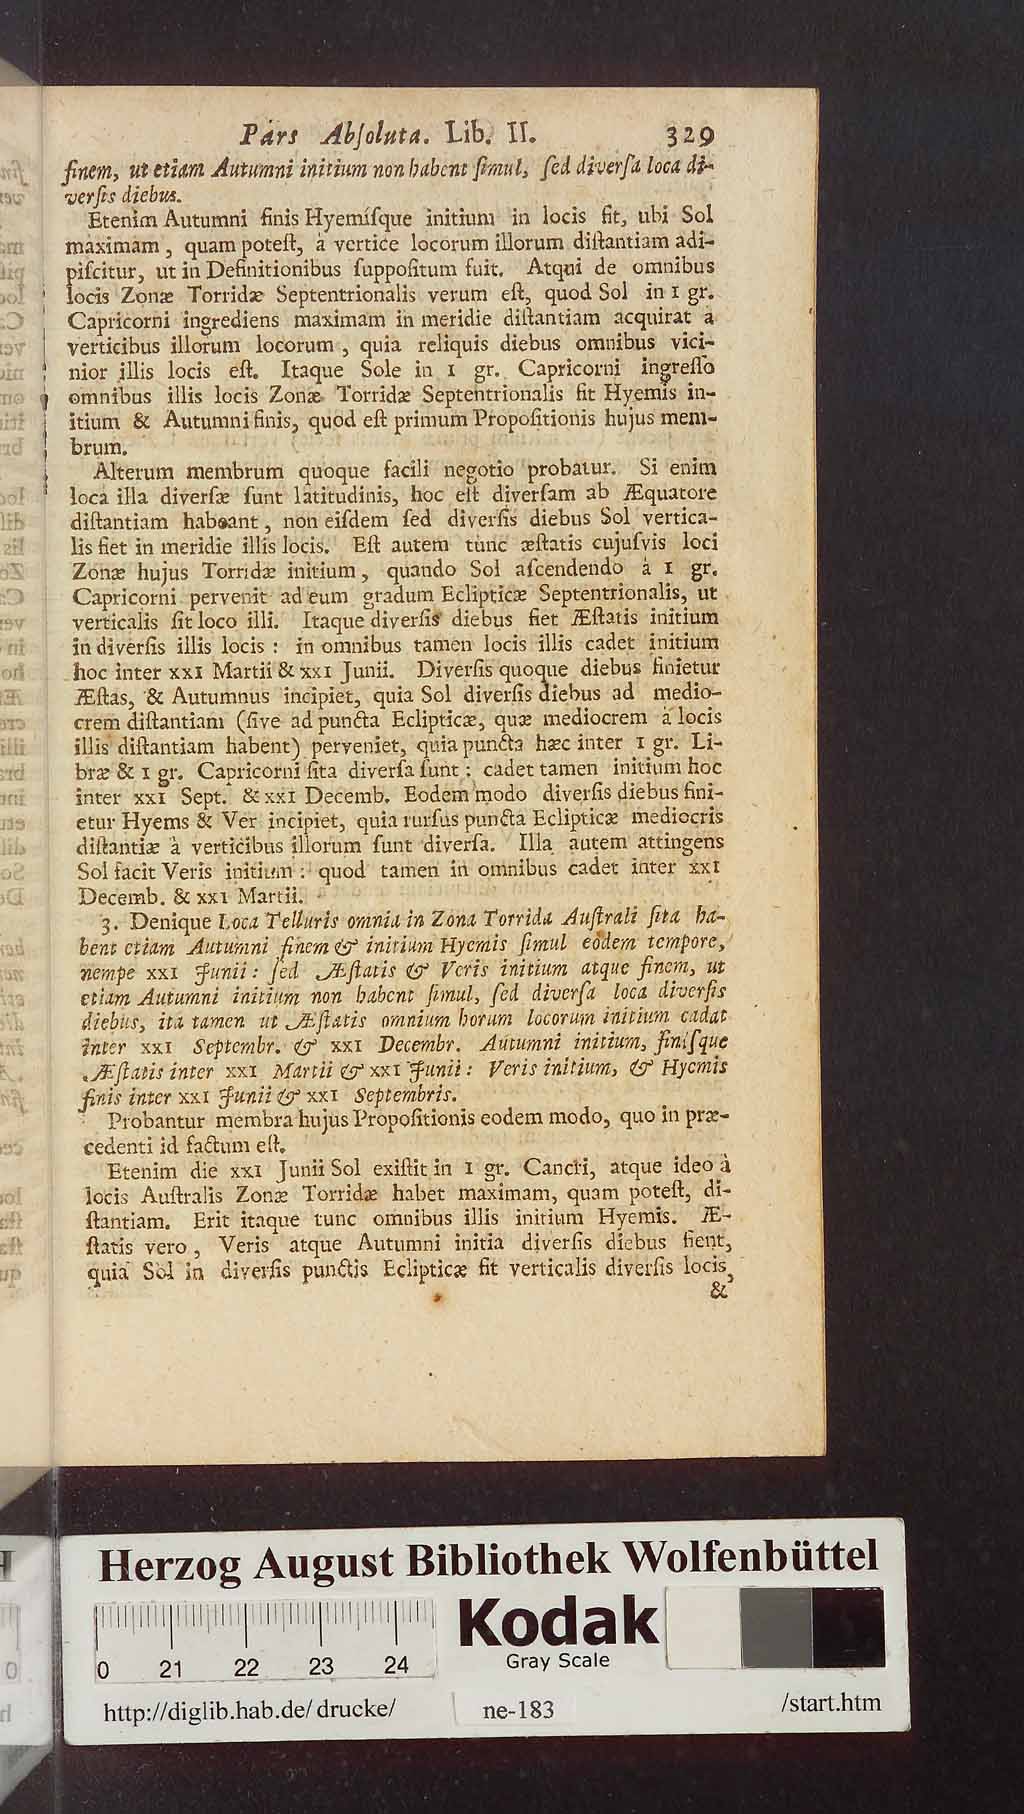 Pars Abſoluta. Lib. II. 329
finem, ut etiam Autumni initium non habent ſimul, ſed diverſa loca di-
verſis diebus.
Etenim Autumni finis Hyemiſque initium in locis fit, ubi Sol
maximam, quam poteſt, à vertice locorum illorum diſtantiam adi-
piſcitur, ut in Definitionibus ſuppoſitum fuit. Atqui de omnibus
locis Zonæ Torridæ Septentrionalis verum eſt, quod Sol in 1 gr.
Capricorni ingrediens maximam in meridie diſtantiam acquirat a
verticibus illorum locorum, quia reliquis diebus omnibus vici-
nior illis locis eſt. Itaque Sole in 1 gr. Capricorni ingreſſo
omnibus illis locis Zonæ Torridæ Septentrionalis fit Hyemis in-
itium & Autumni finis, quod eſt primum Propoſitionis hujus mem-
brum.
Alterum membrum quoque facili negotio probatur. Si enim
loca illa diverſæ ſunt latitudinis, hoc eſt diverſam ab Æquatore
diſtantiam habeant, non eiſdem ſed diverſis diebus Sol vertica-
lis fiet in meridie illis locis. Eſt autem tunc æſtatis cujuſvis loci
Zonæ hujus Torridæ initium, quando Sol aſcendendo à 1 gr.
Capricorni pervenit ad eum gradum Eclipticæ Septentrionalis, ut
verticalis ſit loco illi. Itaque diverſis diebus fiet Æſtatis initium
in diverſis illis locis: in omnibus tamen locis illis cadet initium
hoc inter XXI Martii & XXI Junii. Diverſis quoque diebus finietur
Æſtas, & Autumnus incipiet, quia Sol diverſis diebus ad medio-
crem diſtantiam (ſive ad puncta Eclipticæ, quæ mediocrem à locis
illis diſtantiam habent) perveniet, quia puncta hæc inter 1 gr. Li-
bræ & 1 gr. Capricorni ſita diverſa ſunt: cadet tamen initium hoc
inter XXI Sept. & XXI Decemb. Eodem modo diverſis diebus fini-
etur Hyems & Ver incipiet, quia rurſus puncta Eclipticæ mediocris
diſtantiæ à verticibus illorum ſunt diverſa. Illa autem attingens
Sol facit Veris initium: quod tamen in omnibus cadet inter XXI
Decemb. & XXI Martii.
3. Denique Loca Telluris omnia in Zona Torrida Auſtrali ſita ha-
bent etiam Autumni finem & initium Hyemis ſimul eodem tempore,
nempe XXI Junii: ſed Æſtatis & Veris initium atque finem, ut
etiam Autumni initium non habent ſimul, ſed diverſa loca diverſis
diebus, ita tamen ut Æſtatis omnium horum locorum initium cadat
inter XXI Septembr. & XXI Decembr. Autumni initium, finiſque
Æſtatis inter XXI Martii & XXI Junii: Veris initium, & Hyemis
finis inter XXI Junii & XXI Septembris.
Probantur membra hujus Propoſitionis eodem modo, quo in præ-
cedenti id factum eſt.
Etenim die XXI Junii Sol exiſtit in 1 gr. Cancri, atque ideo à
locis Auſtralis Zonæ Torridæ habet maximam, quam poteſt, di-
ſtantiam. Erit itaque tunc omnibus illis initium Hyemis. Æ-
ſtatis vero, Veris atque Autumni initia diverſis diebus fient,
quia Sol in diverſis punctis Eclipticæ fit verticalis diverſis locis,
&
Herzog August Bibliothek Wolfenbüttel
0 21 22 23 24
Kodak
Gray Scale
http://diglib.hab.de/drucke/ ne-183 /start.htm